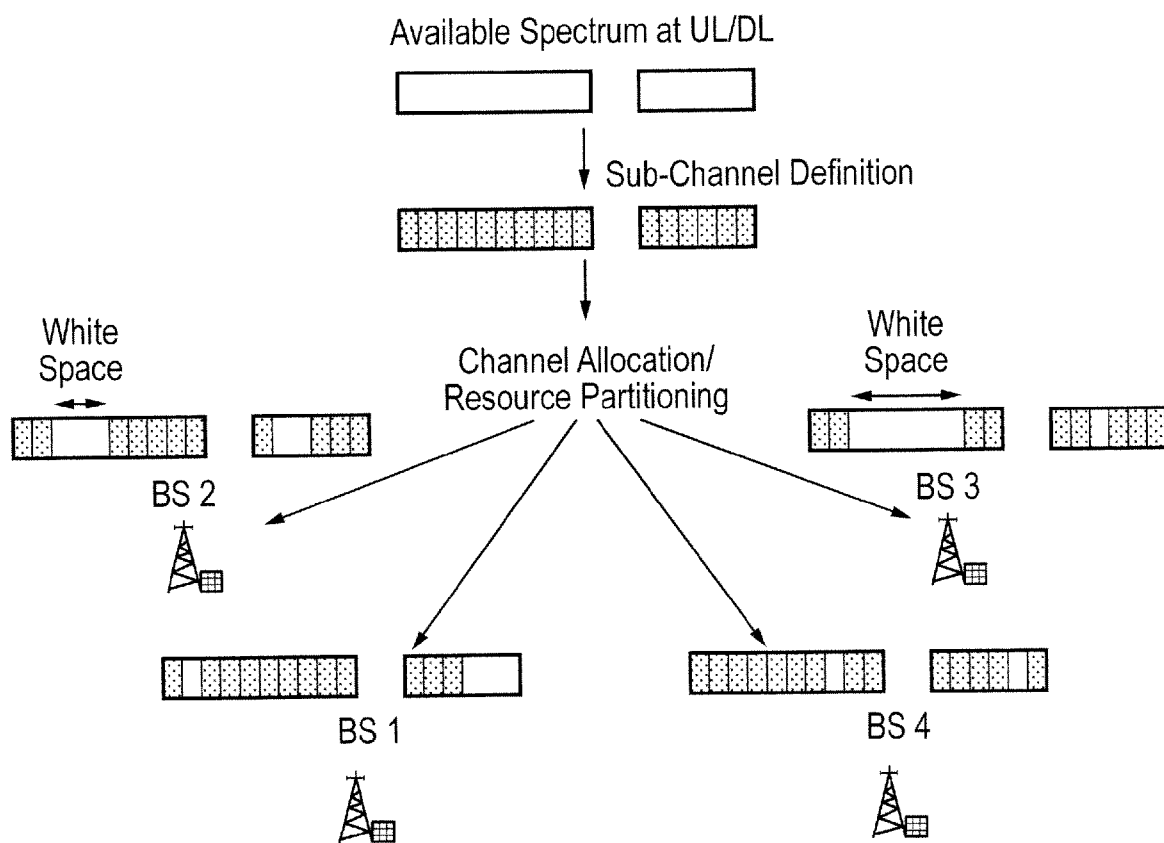 Available Spectrum at UL/DL
Sub-Channel Definition
White
Space
Channel Allocation/
Resource Partitioning
White
Space
BS 2
BS 3
BS 1
BS 4